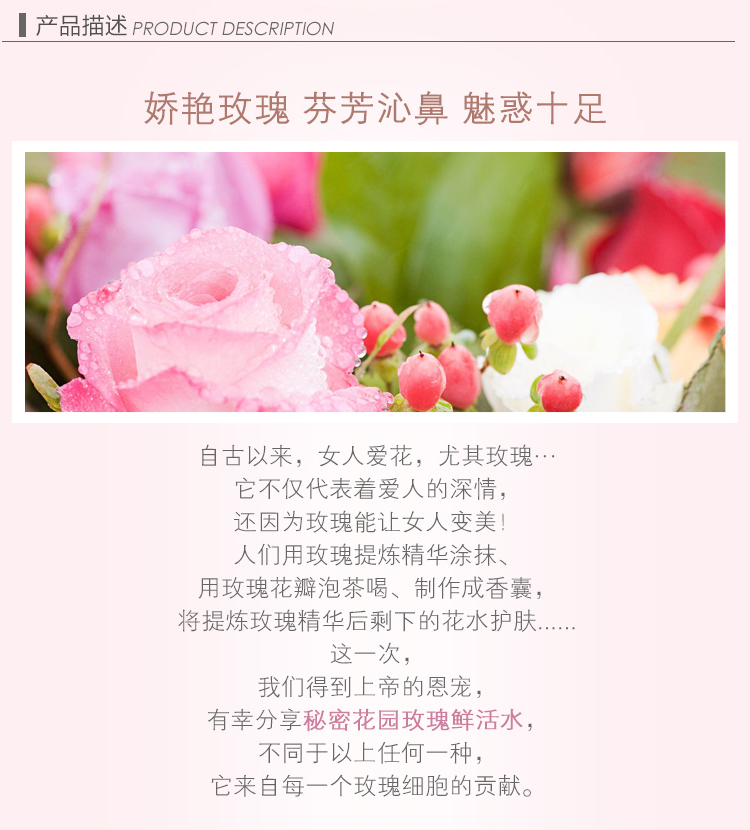 产品描述 PRODUCT DESCRIPTION
娇艳玫瑰 芬芳沁鼻 魅惑十足
自古以来，女人爱花，尤其玫瑰…
它不仅代表着爱人的深情，
还因为玫瑰能让女人变美！
人们用玫瑰提炼精华涂抹、
用玫瑰花瓣泡茶喝、制作成香囊，
将提炼玫瑰精华后剩下的花水护肤......
这一次，
我们得到上帝的恩宠，
有幸分享秘密花园玫瑰鲜活水，
不同于以上任何一种，
它来自每一个玫瑰细胞的贡献。